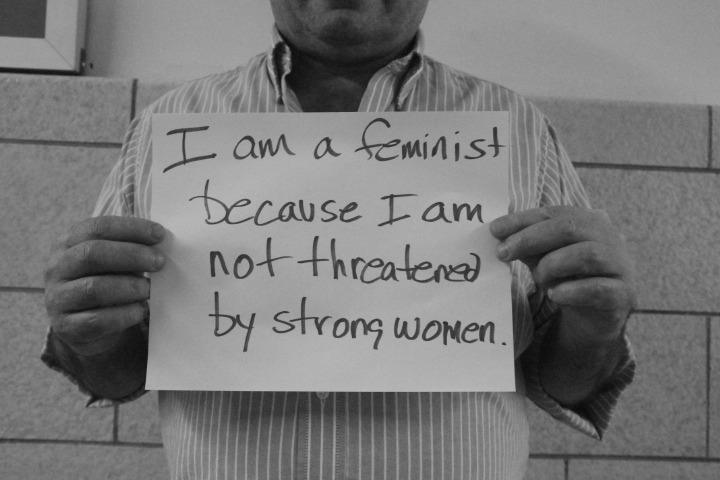 I am a feminist
because I am
not threatened
by strong women.